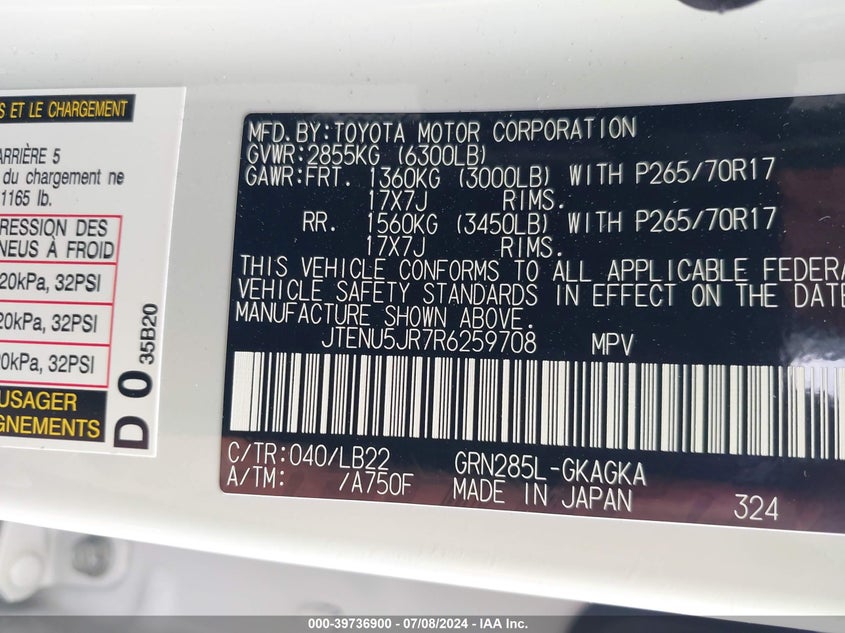 S ET LE CHARGEMENT
ARRIÈRE 5
du chargement ne
1165 lb.
RESSION DES
NEUS À FROID
20kPa, 32PSI
20kPa, 32PSI
20kPa, 32PSI
USAGER
GNEMENTS
D 0 35B20
MFD.BY:TOYOTA MOTOR CORPORATION
GVWR:2855KG (6300LB)
GAWR:FRT. 1360KG (3000LB) WITH P265/70R17
17X7J RIMS.
RR. 1560KG (3450LB) WITH P265/70R17
17X7J RIMS.
THIS VEHICLE CONFORMS TO ALL APPLICABLE FEDERA
VEHICLE SAFETY STANDARDS IN EFFECT ON THE DATE
MANUFACTURE SHOWN ABOVE.
JTENU5JR7R6259708 MPV
C/TR:040/LB22 GRN285L-GKAGKA
A/TM: /A750F MADE IN JAPAN 324
000-39736900 - 07/08/2024 - IAA Inc.